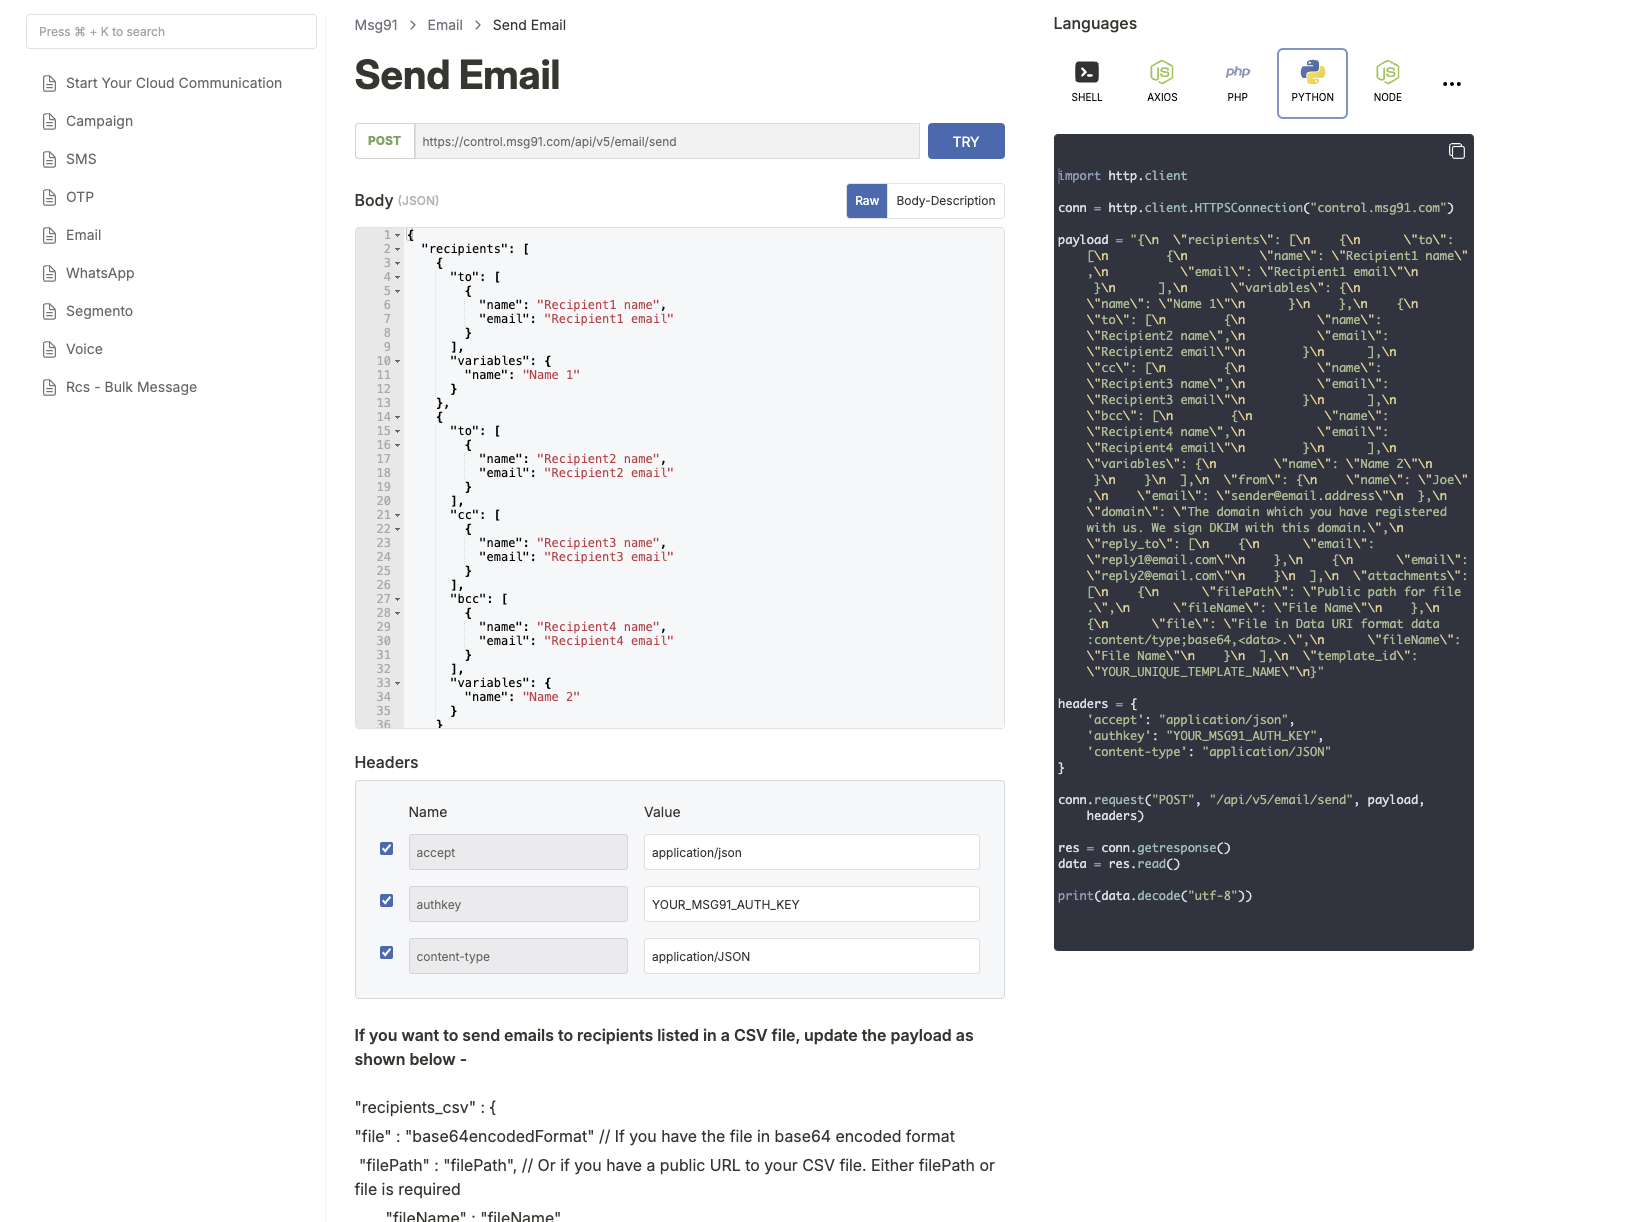 Press ⌘ + K to search
Start Your Cloud Communication
Campaign
SMS
OTP
Email
WhatsApp
Segmento
Voice
Rcs - Bulk Message
Msg91 > Email > Send Email
Send Email
POST https://control.msg91.com/api/v5/email/send TRY
Body (JSON) Raw Body-Description
1 {
2 "recipients": [
3 {
4 "to": [
5 {
6 "name": "Recipient1 name",
7 "email": "Recipient1 email"
8 }
9 ],
10 "variables": {
11 "name": "Name 1"
12 }
13 },
14 {
15 "to": [
16 {
17 "name": "Recipient2 name",
18 "email": "Recipient2 email"
19 }
20 ],
21 "cc": [
22 {
23 "name": "Recipient3 name",
24 "email": "Recipient3 email"
25 }
26 ],
27 "bcc": [
28 {
29 "name": "Recipient4 name",
30 "email": "Recipient4 email"
31 }
32 ],
33 "variables": {
34 "name": "Name 2"
35 }
36 }
Headers
Name Value
accept application/json
authkey YOUR_MSG91_AUTH_KEY
content-type application/JSON
If you want to send emails to recipients listed in a CSV file, update the payload as
shown below -
"recipients_csv" : {
"file" : "base64encodedFormat" // If you have the file in base64 encoded format
"filePath" : "filePath", // Or if you have a public URL to your CSV file. Either filePath or
file is required
"fileName" : "fileName"
Languages
SHELL AXIOS PHP PYTHON NODE ...
import http.client
conn = http.client.HTTPSConnection("control.msg91.com")
payload = "{\n  \"recipients\": [\n    {\n      \"to\":
[\n        {\n          \"name\": \"Recipient1 name\"
,\n          \"email\": \"Recipient1 email\"\n
}\n      ],\n      \"variables\": {\n
\"name\": \"Name 1\"\n      }\n    },\n    {\n
\"to\": [\n        {\n          \"name\":
\"Recipient2 name\",\n          \"email\":
\"Recipient2 email\"\n        }\n      ],\n
\"cc\": [\n        {\n          \"name\":
\"Recipient3 name\",\n          \"email\":
\"Recipient3 email\"\n        }\n      ],\n
\"bcc\": [\n        {\n          \"name\":
\"Recipient4 name\",\n          \"email\":
\"Recipient4 email\"\n        }\n      ],\n
\"variables\": {\n        \"name\": \"Name 2\"\n
}\n    }\n  ],\n  \"from\": {\n    \"name\": \"Joe\"
,\n    \"email\": \"sender@email.address\"\n  },\n
\"domain\": \"The domain which you have registered
with us. We sign DKIM with this domain.\",\n
\"reply_to\": [\n    {\n      \"email\":
\"reply1@email.com\"\n    },\n    {\n      \"email\":
\"reply2@email.com\"\n    }\n  ],\n  \"attachments\":
[\n    {\n      \"filePath\": \"Public path for file
.\",\n      \"fileName\": \"File Name\"\n    },\n
{\n      \"file\": \"File in Data URI format data
:content/type;base64,<data>.\",\n      \"fileName\":
\"File Name\"\n    }\n  ],\n  \"template_id\":
\"YOUR_UNIQUE_TEMPLATE_NAME\"\n}"
headers = {
'accept': "application/json",
'authkey': "YOUR_MSG91_AUTH_KEY",
'content-type': "application/JSON"
}
conn.request("POST", "/api/v5/email/send", payload,
headers)
res = conn.getresponse()
data = res.read()
print(data.decode("utf-8"))